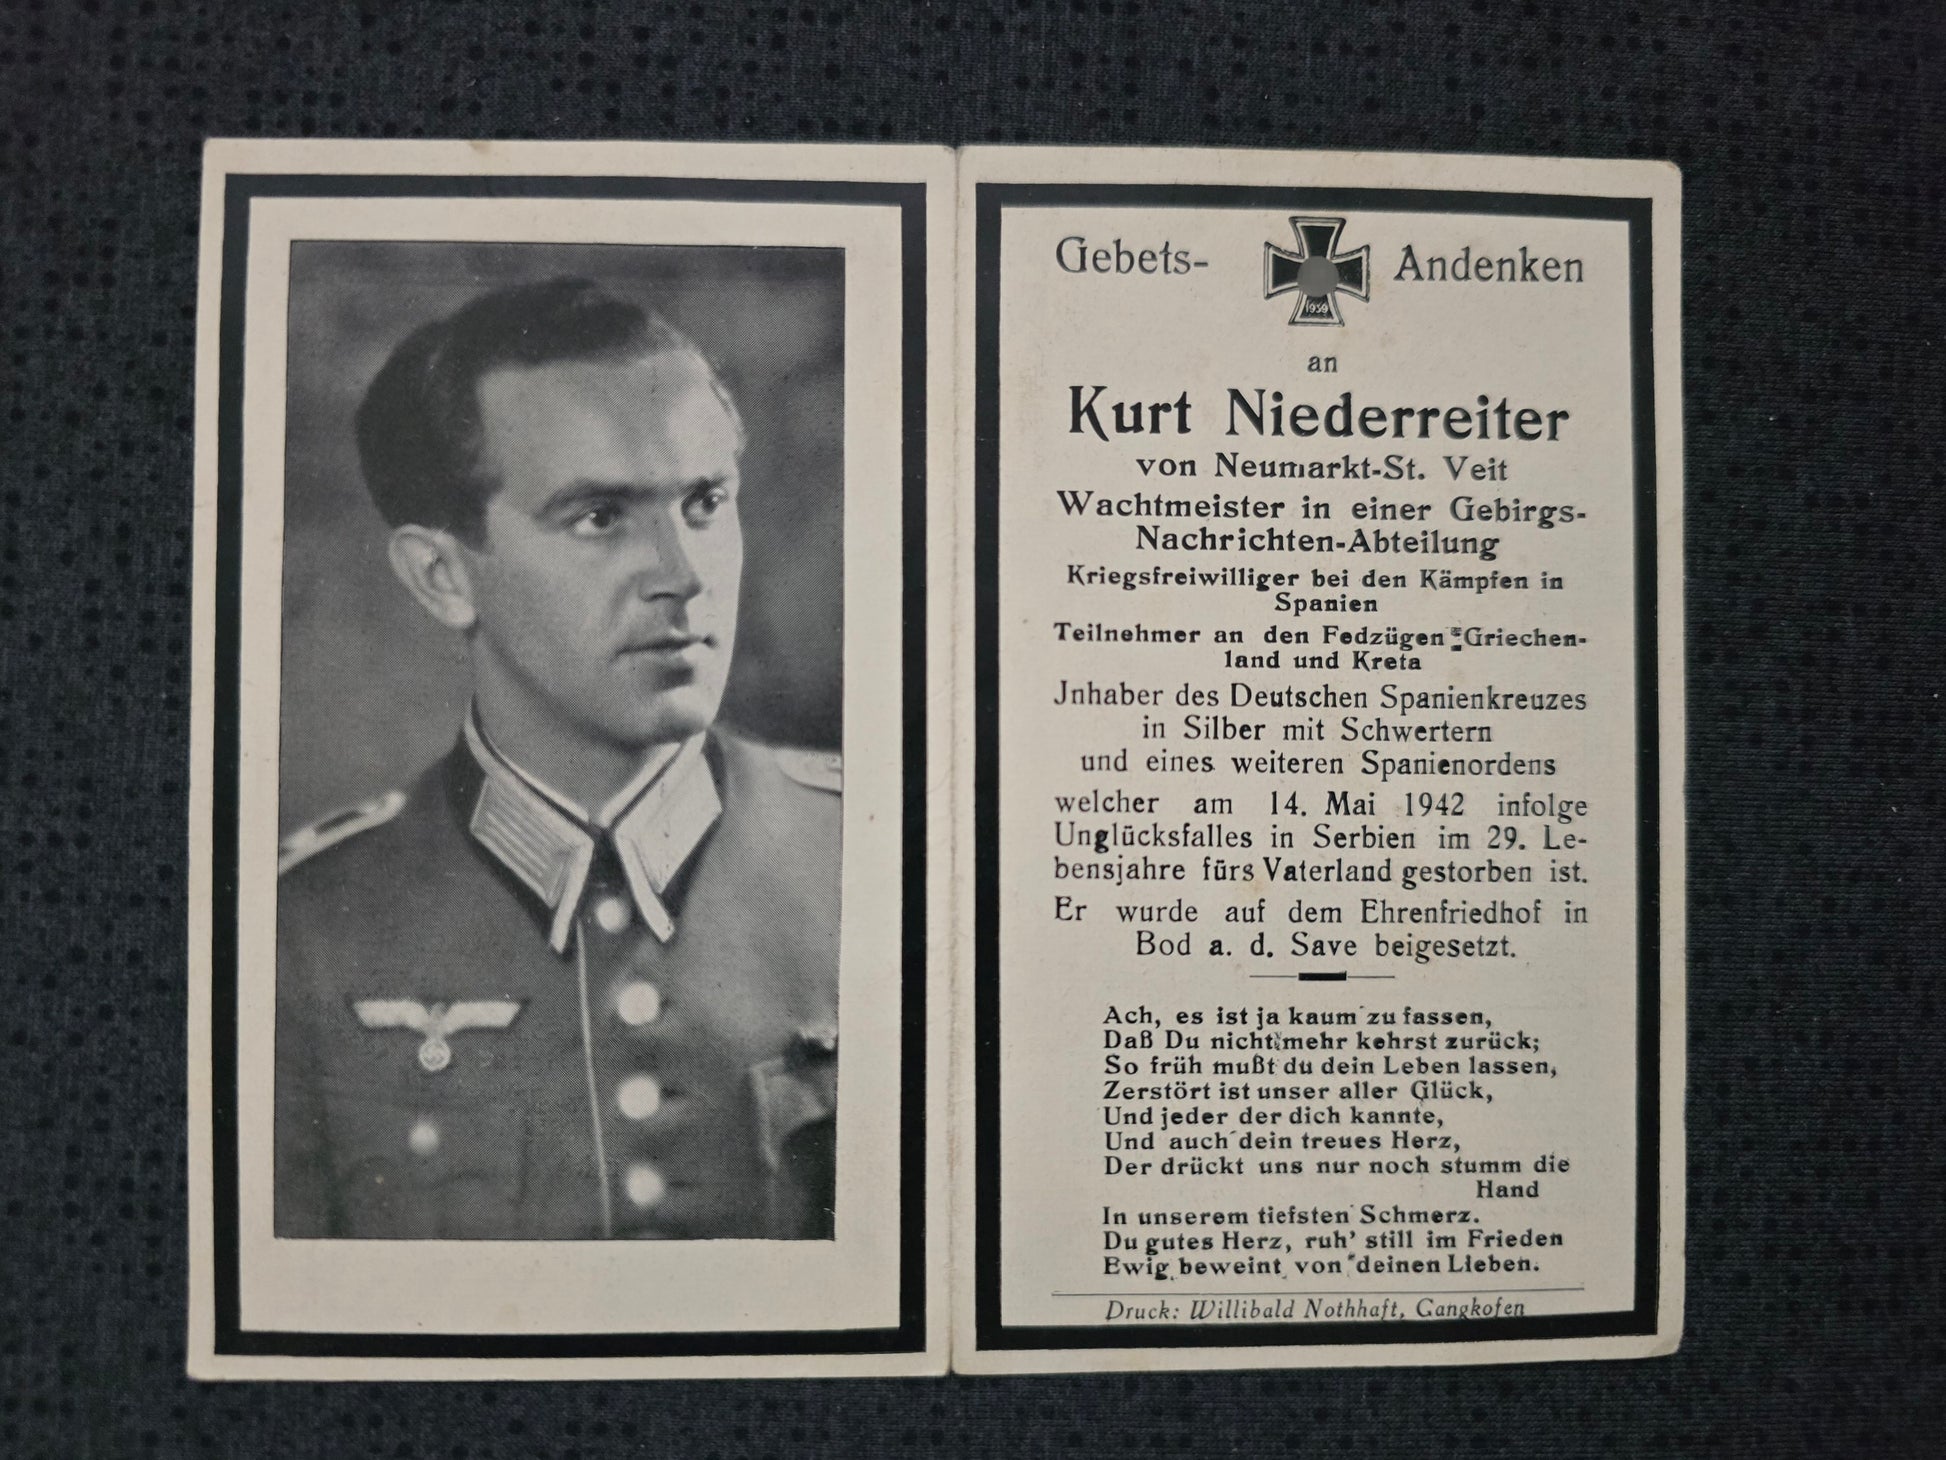 Gebets- Andenken
1939
an
Kurt Niederreiter
von Neumarkt-St. Veit
Wachtmeister in einer Gebirgs-
Nachrichten-Abteilung
Kriegsfreiwilliger bei den Kämpfen in
Spanien
Teilnehmer an den Fedzügen Griechen-
land und Kreta
Jnhaber des Deutschen Spanienkreuzes
in Silber mit Schwertern
und eines weiteren Spanienordens
welcher am 14. Mai 1942 infolge
Unglücksfalles in Serbien im 29. Le-
bensjahre fürs Vaterland gestorben ist.
Er wurde auf dem Ehrenfriedhof in
Bod a. d. Save beigesetzt.
Ach, es ist ja kaum zu fassen,
Daß Du nicht mehr kehrst zurück;
So früh mußt du dein Leben lassen,
Zerstört ist unser aller Glück,
Und jeder der dich kannte,
Und auch dein treues Herz,
Der drückt uns nur noch stumm die
Hand
In unserem tiefsten Schmerz.
Du gutes Herz, ruh' still im Frieden
Ewig beweint von deinen Lieben.
Druck: Willibald Nothhaft, Gangkofen